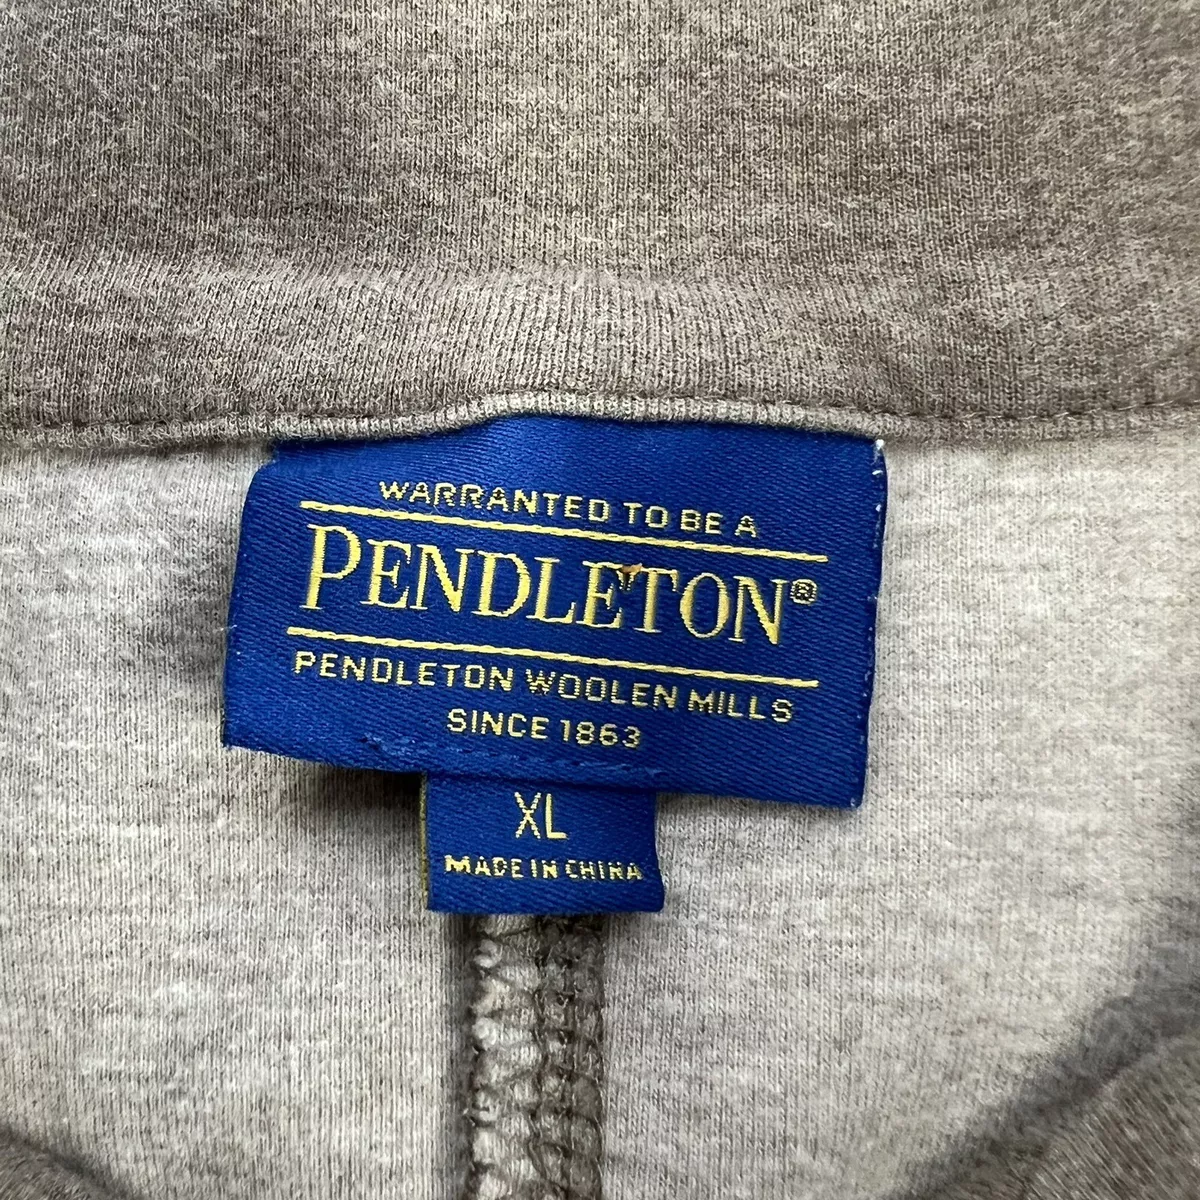 WARRANTED TO BE A
PENDLETON®
PENDLETON WOOLEN MILLS
SINCE 1863
XL
MADE IN CHINA